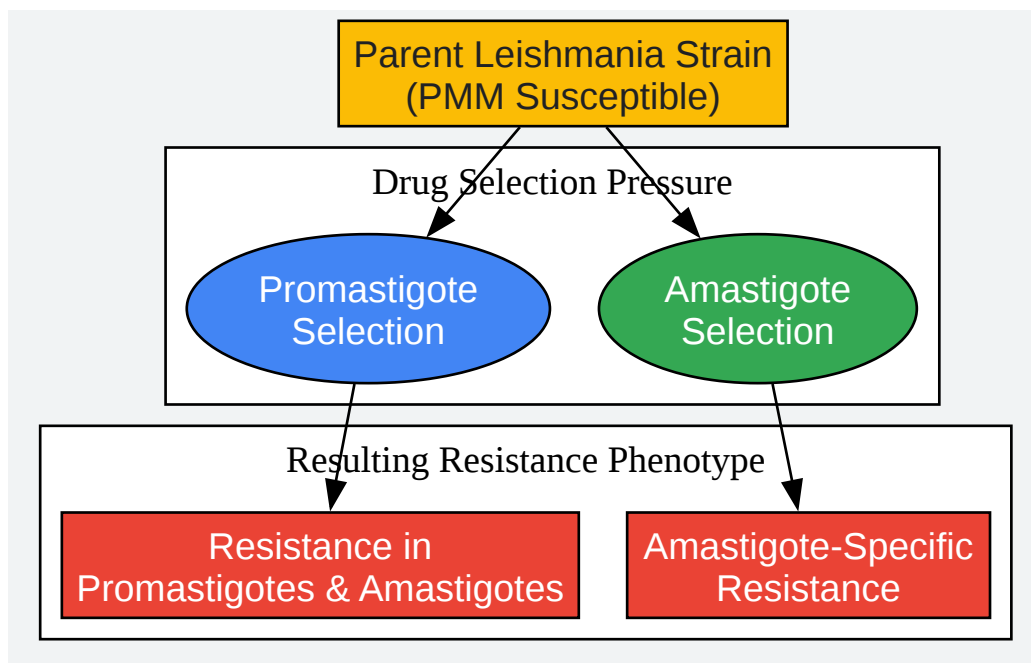 Parent Leishmania Strain
(PMM Susceptible)
Drug Selection Pressure
Promastigote
Selection
Amastigote
Selection
Resulting Resistance Phenotype
Resistance in
Promastigotes & Amastigotes
Amastigote-Specific
Resistance